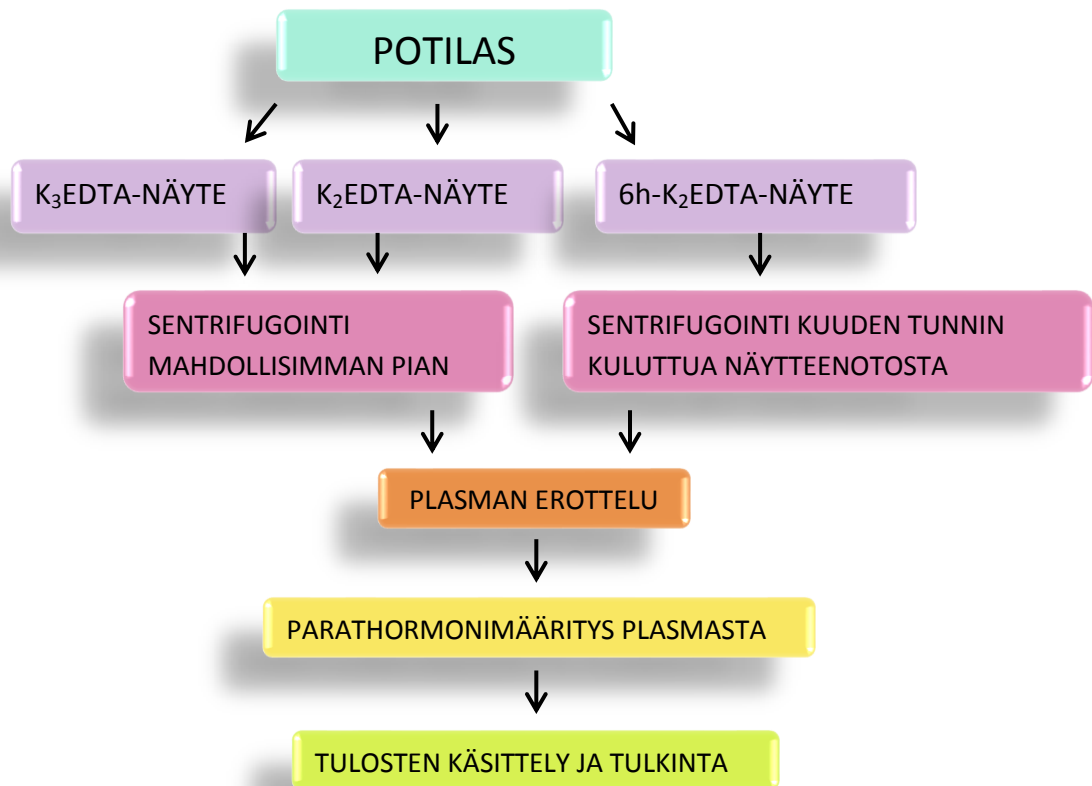 POTILAS
K₃EDTA-NÄYTE
K₂EDTA-NÄYTE
6h-K₂EDTA-NÄYTE
SENTRIFUGOINTI
MAHDOLLISIMMAN PIAN
SENTRIFUGOINTI KUUDEN TUNNIN
KULUTTUA NÄYTTEENOTOSTA
PLASMAN EROTTELU
PARATHORMONIMÄÄRITYS PLASMASTA
TULOSTEN KÄSITTELY JA TULKINTA